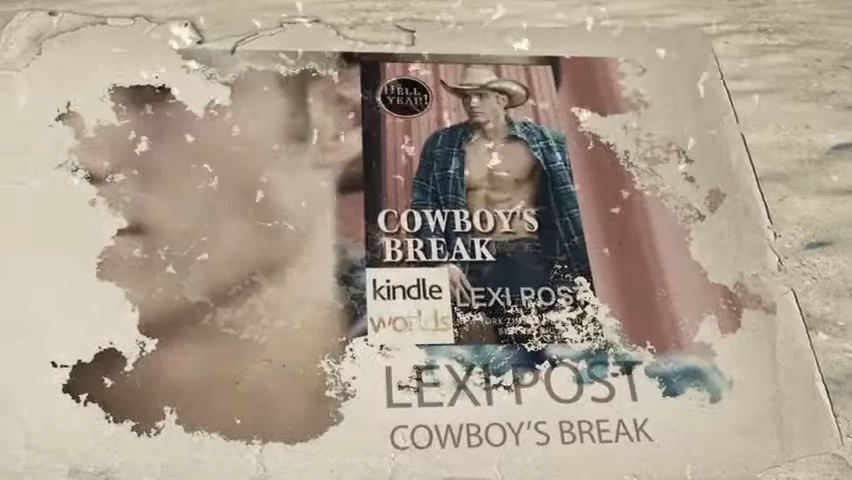 HELL
YEAH!
COWBOY'S
BREAK
kindle
worlds
LEXI POST
LEXI POST
COWBOY'S BREAK